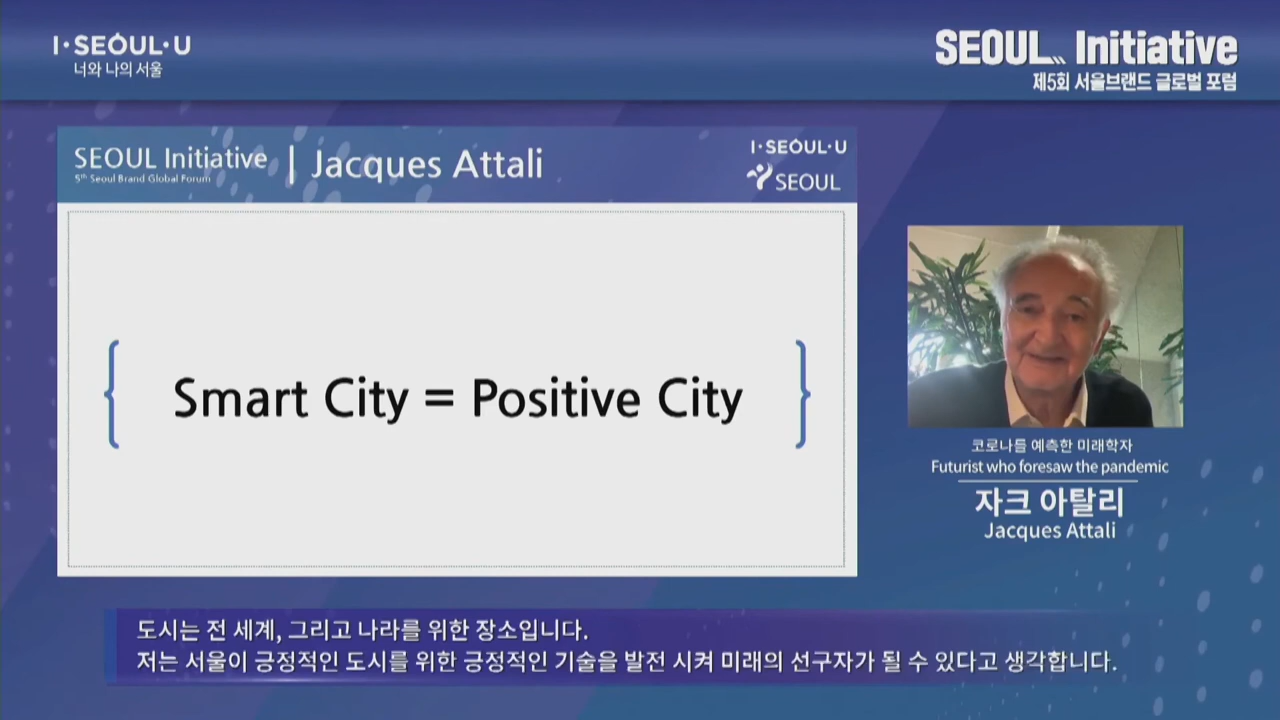 I·SEOUL·U
너와 나의 서울
SEOUL Initiative
제5회 서울브랜드 글로벌 포럼
SEOUL Initiative
5th Seoul Brand Global Forum
Jacques Attali
I·SEOUL·U
SEOUL
{ Smart City = Positive City }
코로나를 예측한 미래학자
Futurist who foresaw the pandemic
자크 아탈리
Jacques Attali
도시는 전 세계, 그리고 나라를 위한 장소입니다.
저는 서울이 긍정적인 도시를 위한 긍정적인 기술을 발전 시켜 미래의 선구자가 될 수 있다고 생각합니다.